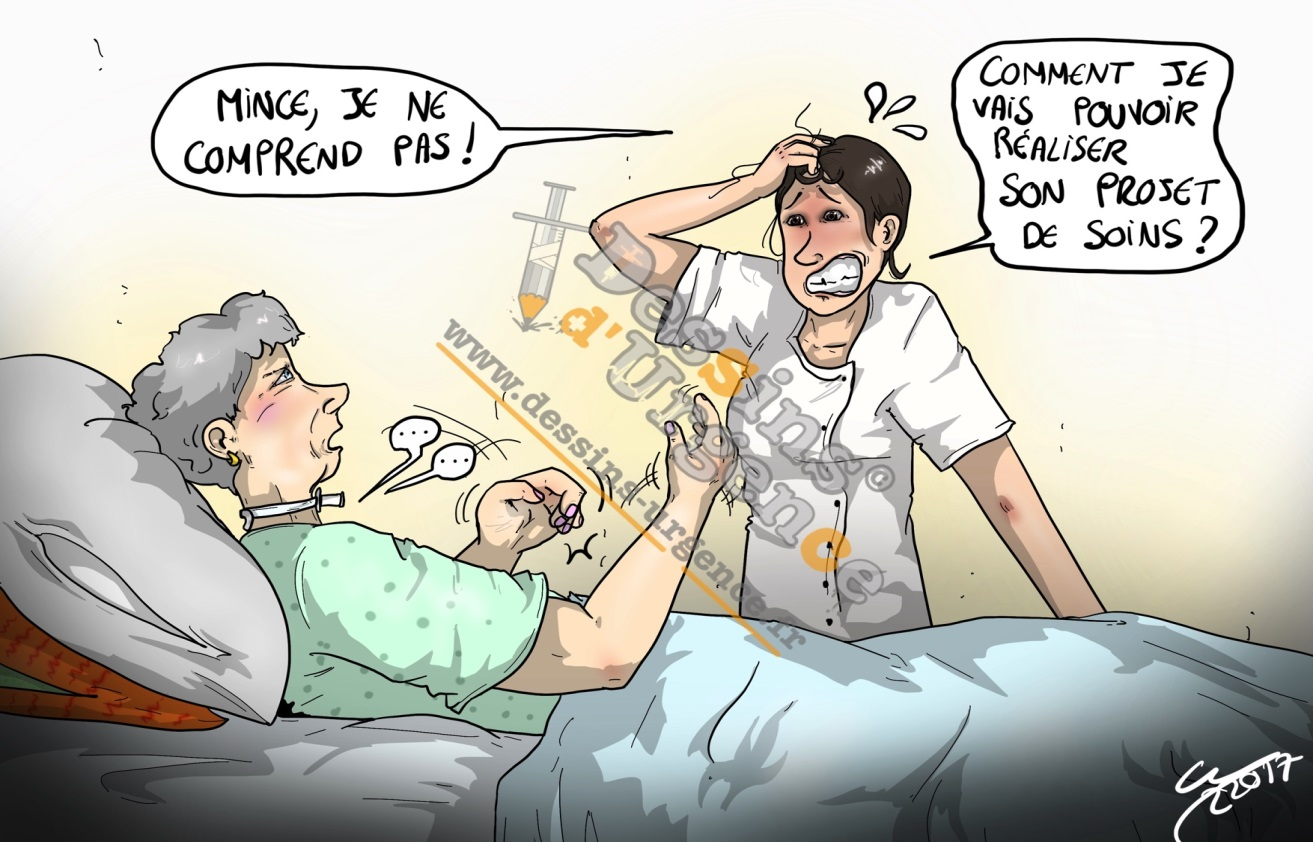 MINCE, JE NE
COMPREND PAS!
COMMENT JE
VAIS POUVOIR
RÉALISER
SON PROJET
DE SOINS?
...
...
Dessins
d'Urgence
www.dessins-urgence.fr
2017